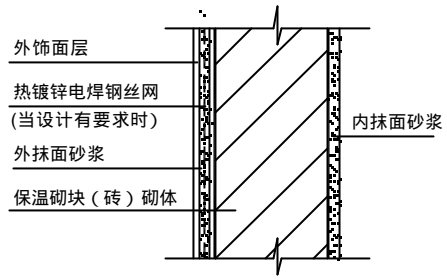 外饰面层
热镀锌电焊钢丝网
(当设计有要求时)
外抹面砂浆
保温砌块（砖）砌体
内抹面砂浆